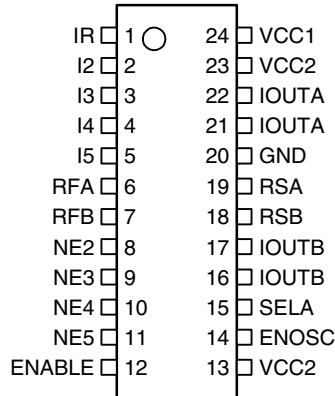 IR 1 24 VCC1
I2 2 23 VCC2
I3 3 22 IOUTA
I4 4 21 IOUTA
I5 5 20 GND
RFA 6 19 RSA
RFB 7 18 RSB
NE2 8 17 IOUTB
NE3 9 16 IOUTB
NE4 10 15 SELA
NE5 11 14 ENOSC
ENABLE 12 13 VCC2